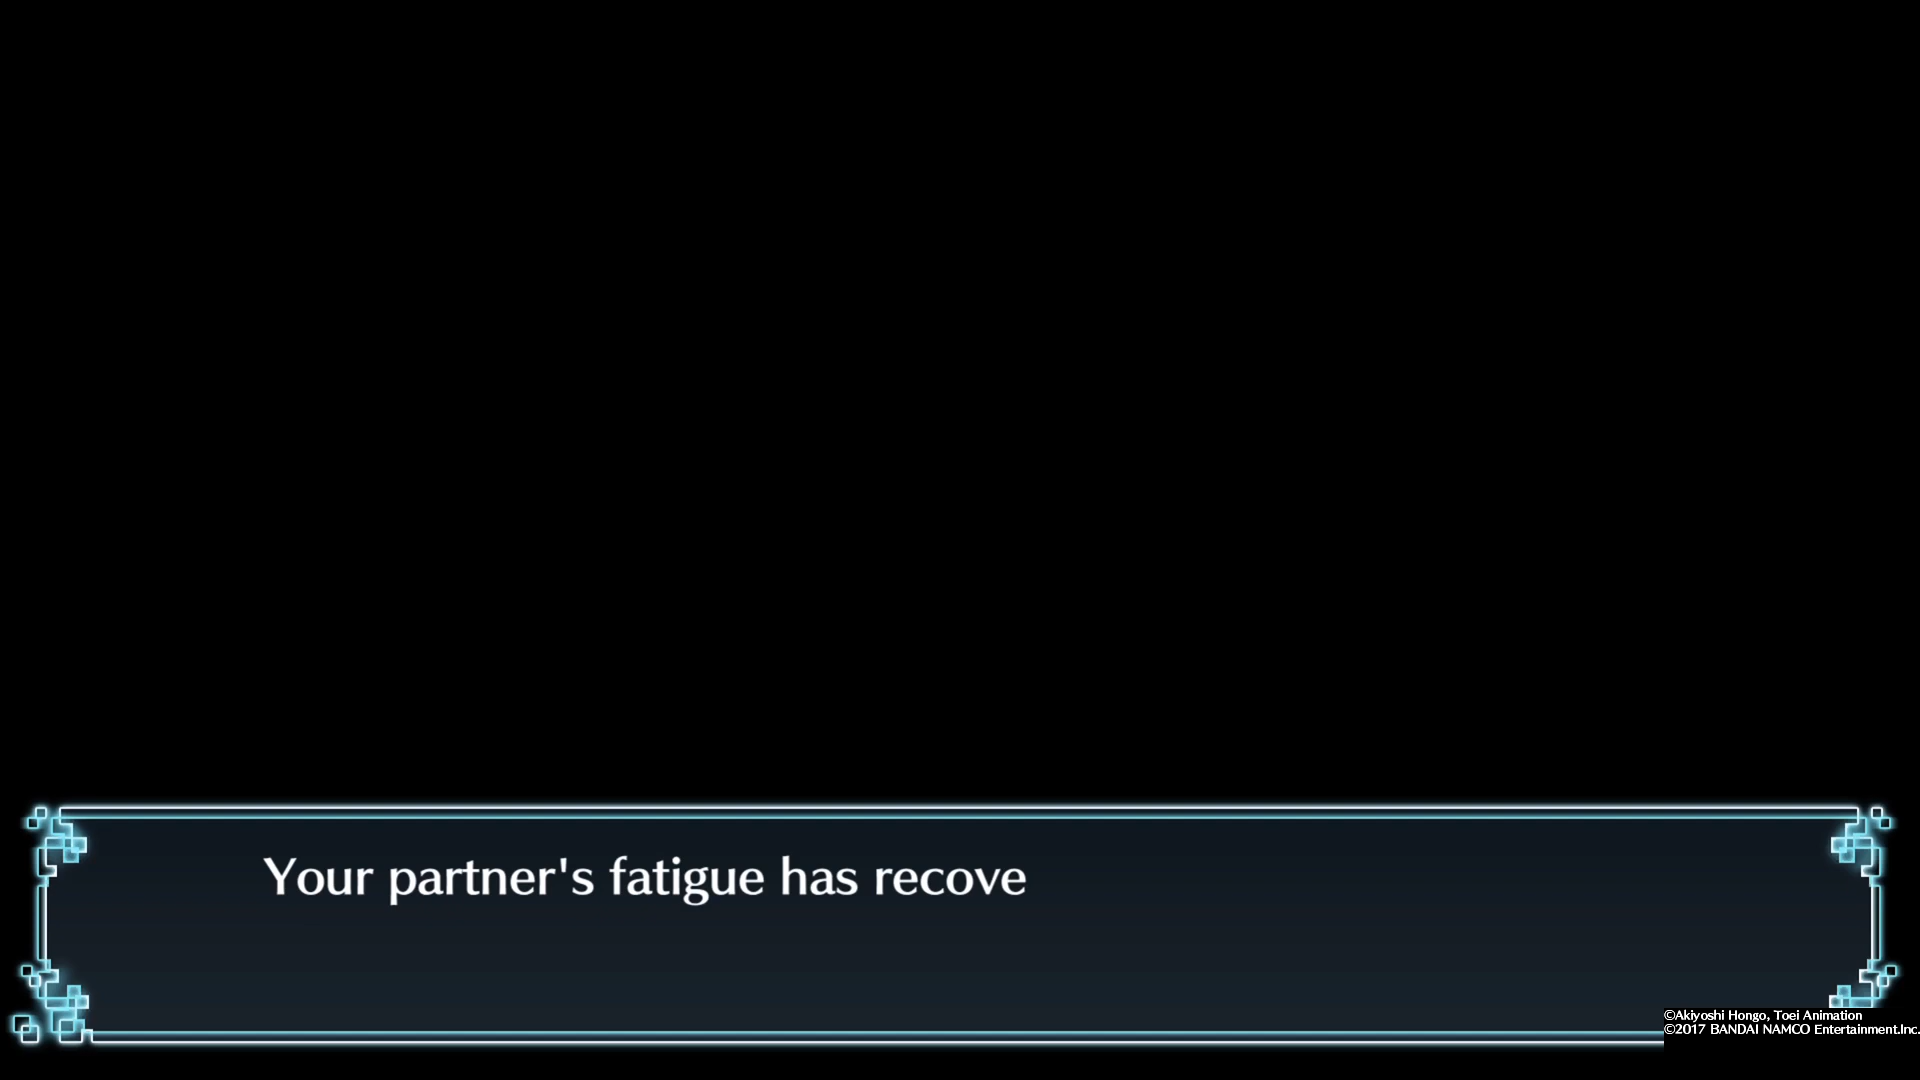 Your partner's fatigue has recove
©Akiyoshi Hongo, Toei Animation
©2017 BANDAI NAMCO Entertainment.Inc.